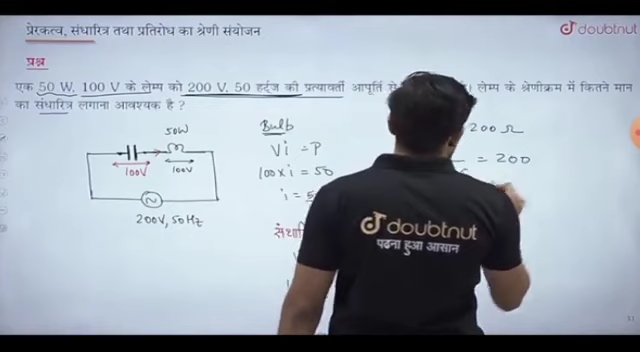 प्रेरकत्व, संधारित्र तथा प्रतिरोध का श्रेणी संयोजन
doubtnut
प्रश्न
एक 50 W, 100 V के लेम्प को 200 V, 50 हर्ट्ज की प्रत्यावर्ती आपूर्ति से लेम्प के श्रेणीक्रम में कितने मान
का संधारित्र लगाना आवश्यक है ?
50W
100V
100V
200V, 50Hz
Bulb
Vi = P
100 × i = 50
i =
200 Ω
= 200
doubtnut
पढ़ना हुआ आसान